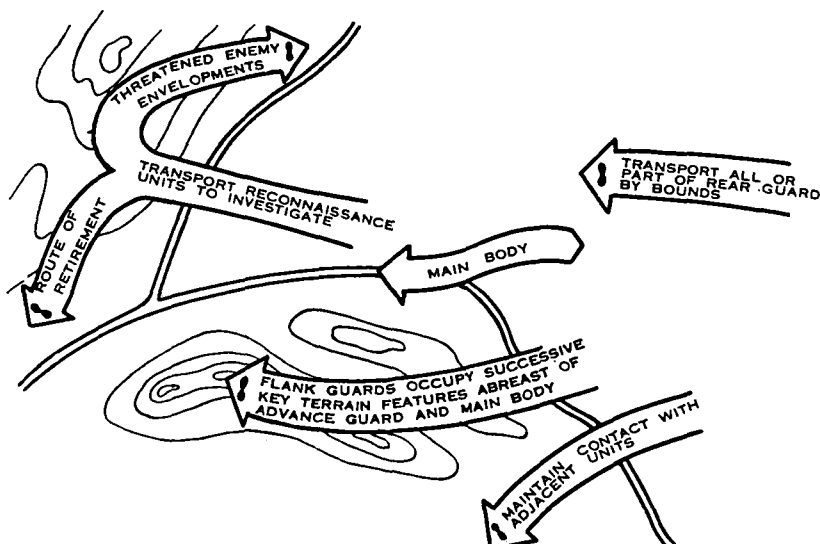 THREATENED ENEMY
ENVELOPMENTS
TRANSPORT RECONNAISSANCE
UNITS TO INVESTIGATE
TRANSPORT ALL OR
PART OF REAR GUARD
BY BOUNDS
ROUTE OF
RETIREMENT
MAIN BODY
FLANK GUARDS OCCUPY SUCCESSIVE
KEY TERRAIN FEATURES ABREAST OF
ADVANCE GUARD AND MAIN BODY
MAINTAIN CONTACT WITH
ADJACENT UNITS